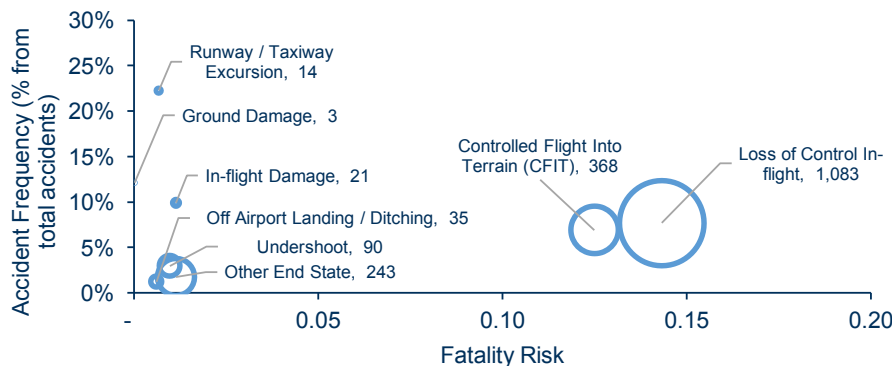 30%
25%
20%
15%
10%
5%
0%
Accident Frequency (% from
total accidents)
Runway / Taxiway
Excursion, 14
Ground Damage, 3
In-flight Damage, 21
Off Airport Landing / Ditching, 35
Undershoot, 90
Other End State, 243
Controlled Flight Into
Terrain (CFIT), 368
Loss of Control In-
flight, 1,083
-
0.05
0.10
0.15
0.20
Fatality Risk